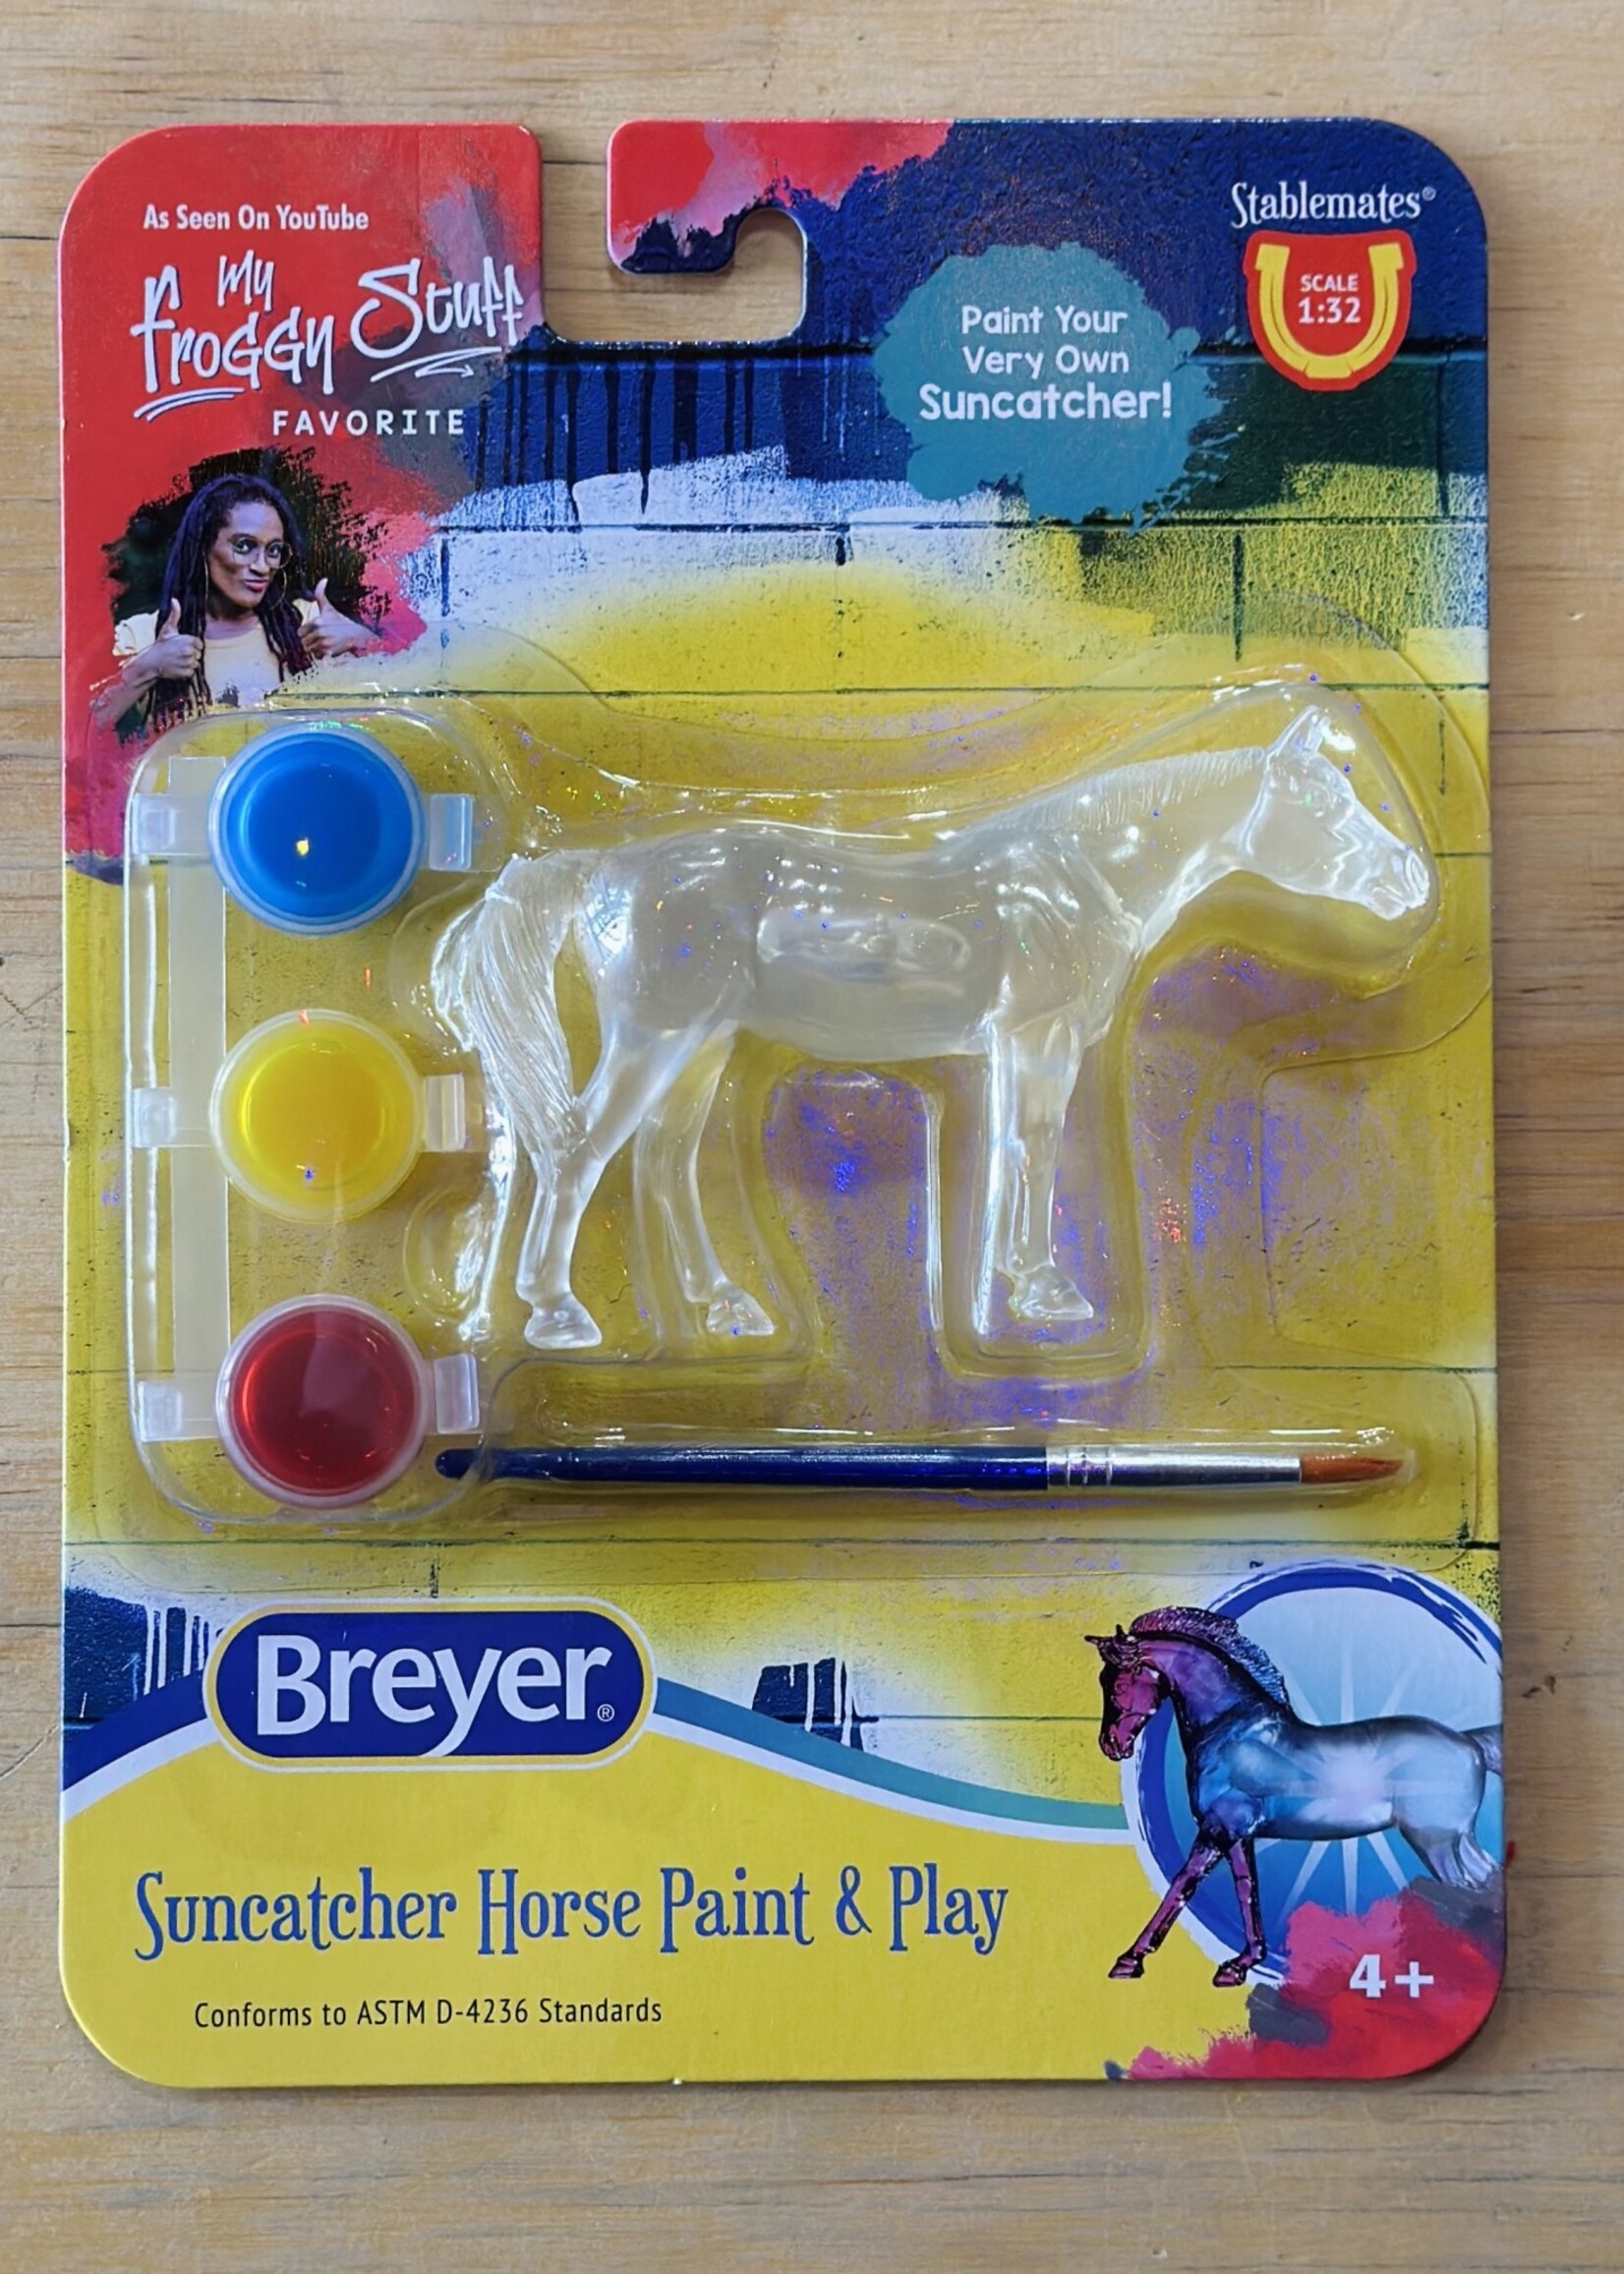 As Seen On YouTube
My
Froggy Stuff
FAVORITE
Stablemates®
SCALE
1:32
Paint Your
Very Own
Suncatcher!
Breyer®
Suncatcher Horse Paint & Play
4+
Conforms to ASTM D-4236 Standards